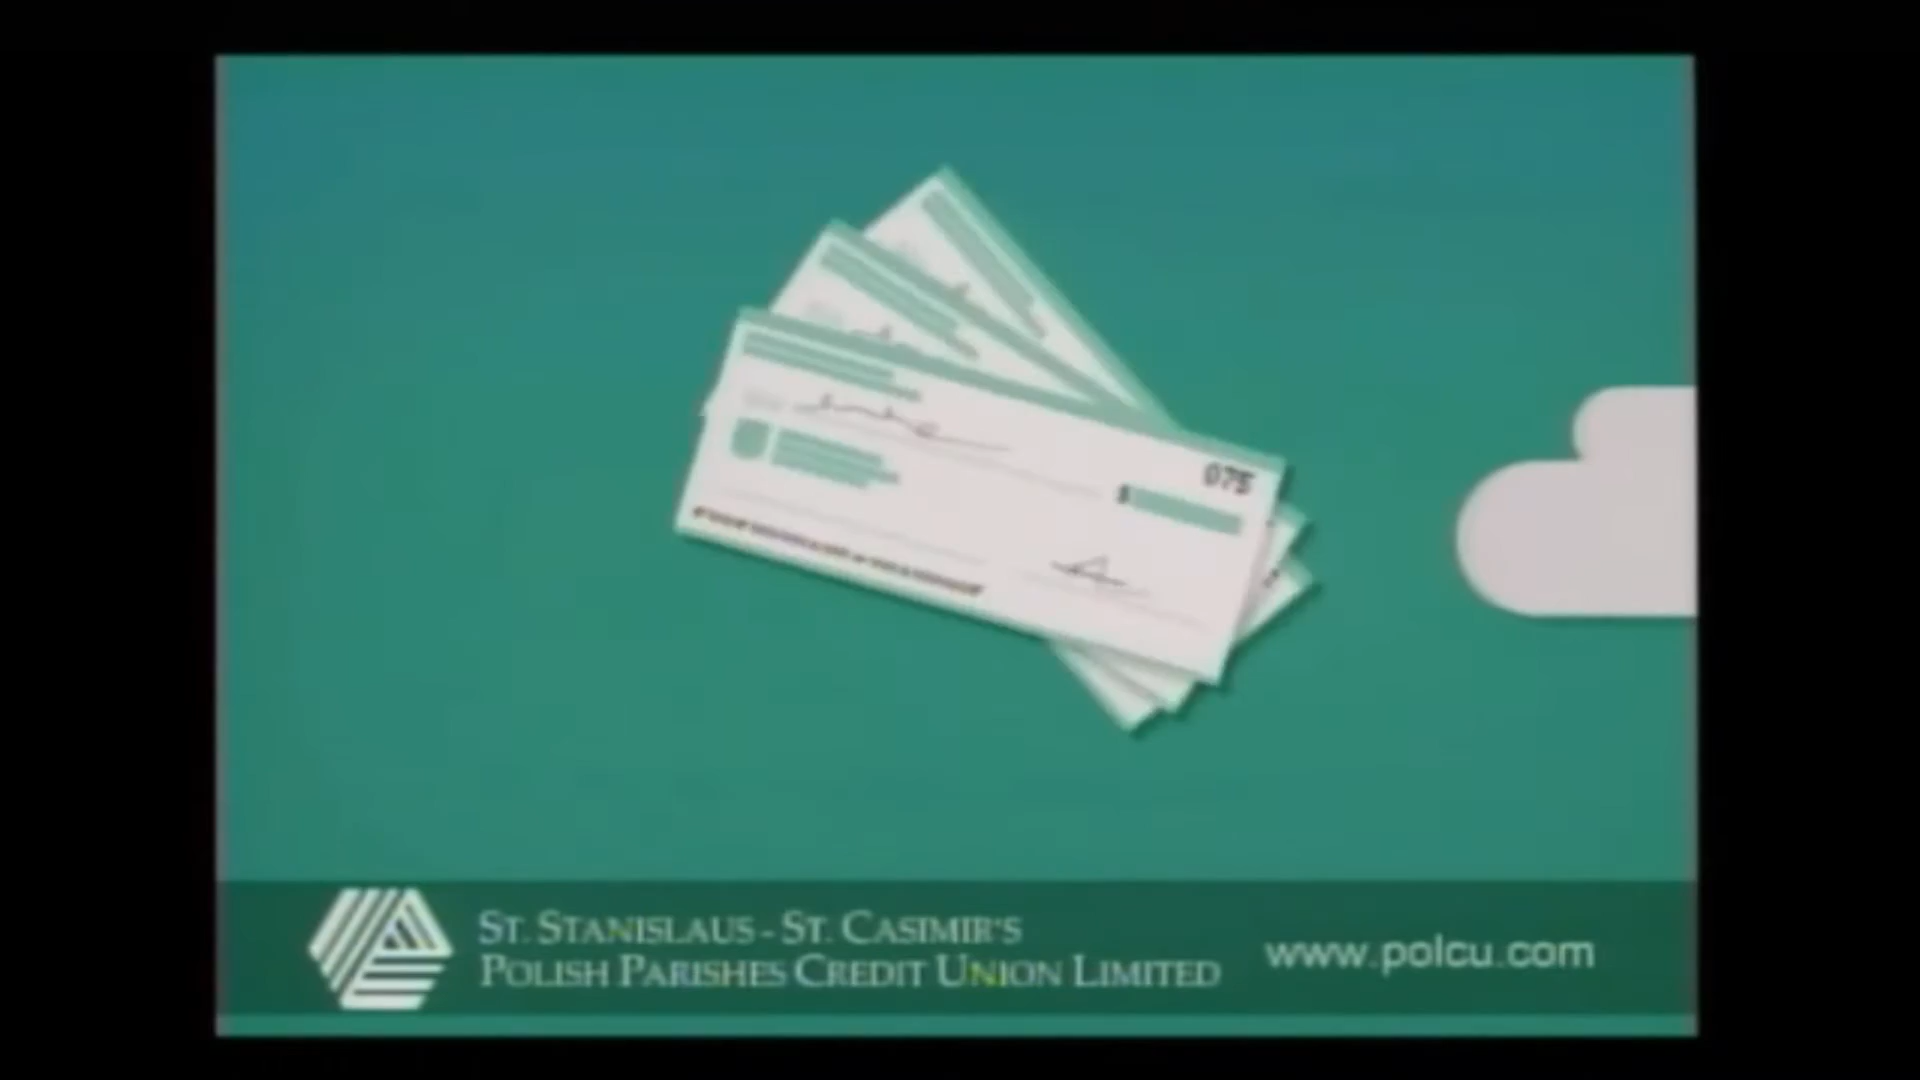 075
$
ST. STANISLAUS - ST. CASIMIR'S
POLISH PARISHES CREDIT UNION LIMITED
www.polcu.com